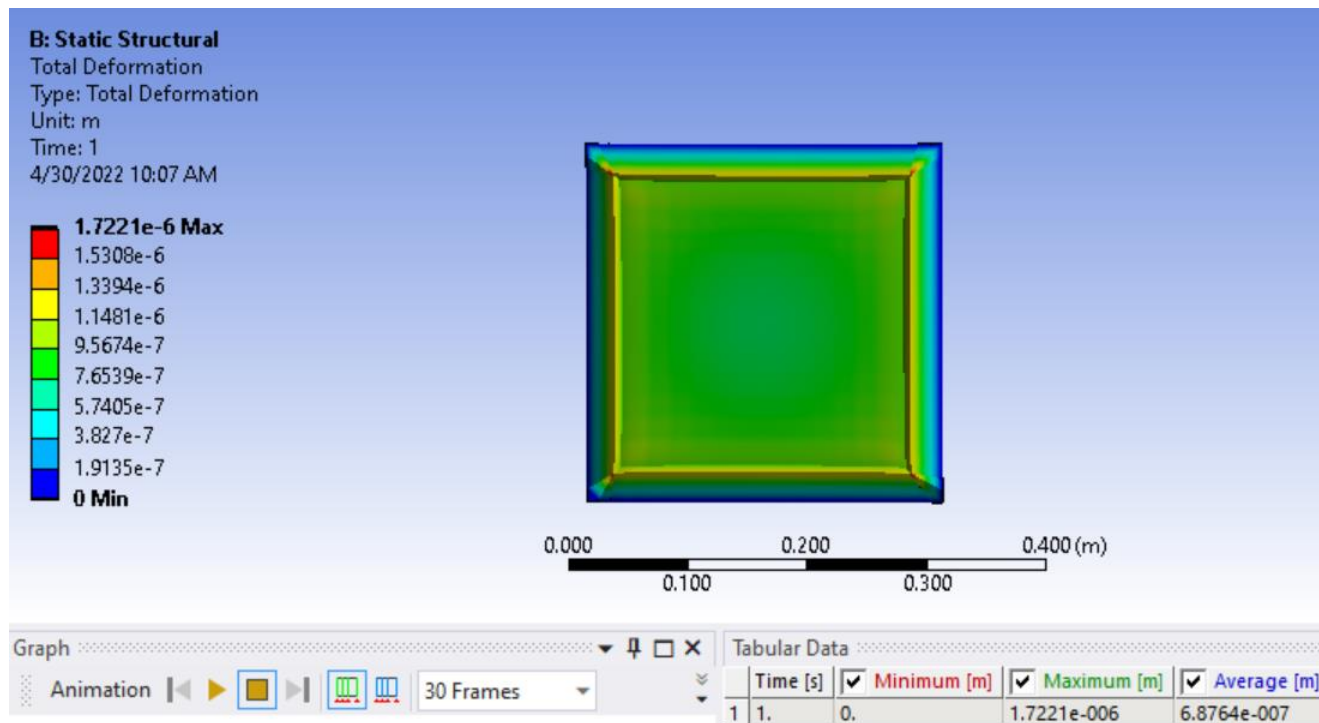 B: Static Structural
Total Deformation
Type: Total Deformation
Unit: m
Time: 1
4/30/2022 10:07 AM
1.7221e-6 Max
1.5308e-6
1.3394e-6
1.1481e-6
9.5674e-7
7.6539e-7
5.7405e-7
3.827e-7
1.9135e-7
0 Min
0.000 0.200 0.400 (m)
0.100 0.300
Graph
Animation 30 Frames
Tabular Data
Time [s] Minimum [m] Maximum [m] Average [m]
1 1. 0. 1.7221e-006 6.8764e-007